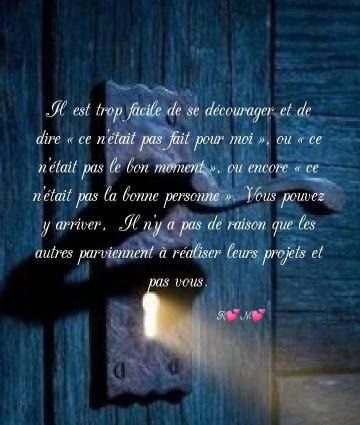 Il est trop facile de se décourager et de
dire « ce n'était pas fait pour moi », ou « ce
n'était pas le bon moment », ou encore « ce
n'était pas la bonne personne ». Vous pouvez
y arriver, Il n'y a pas de raison que les
autres parviennent à réaliser leurs projets et
pas vous.
R💕M💕